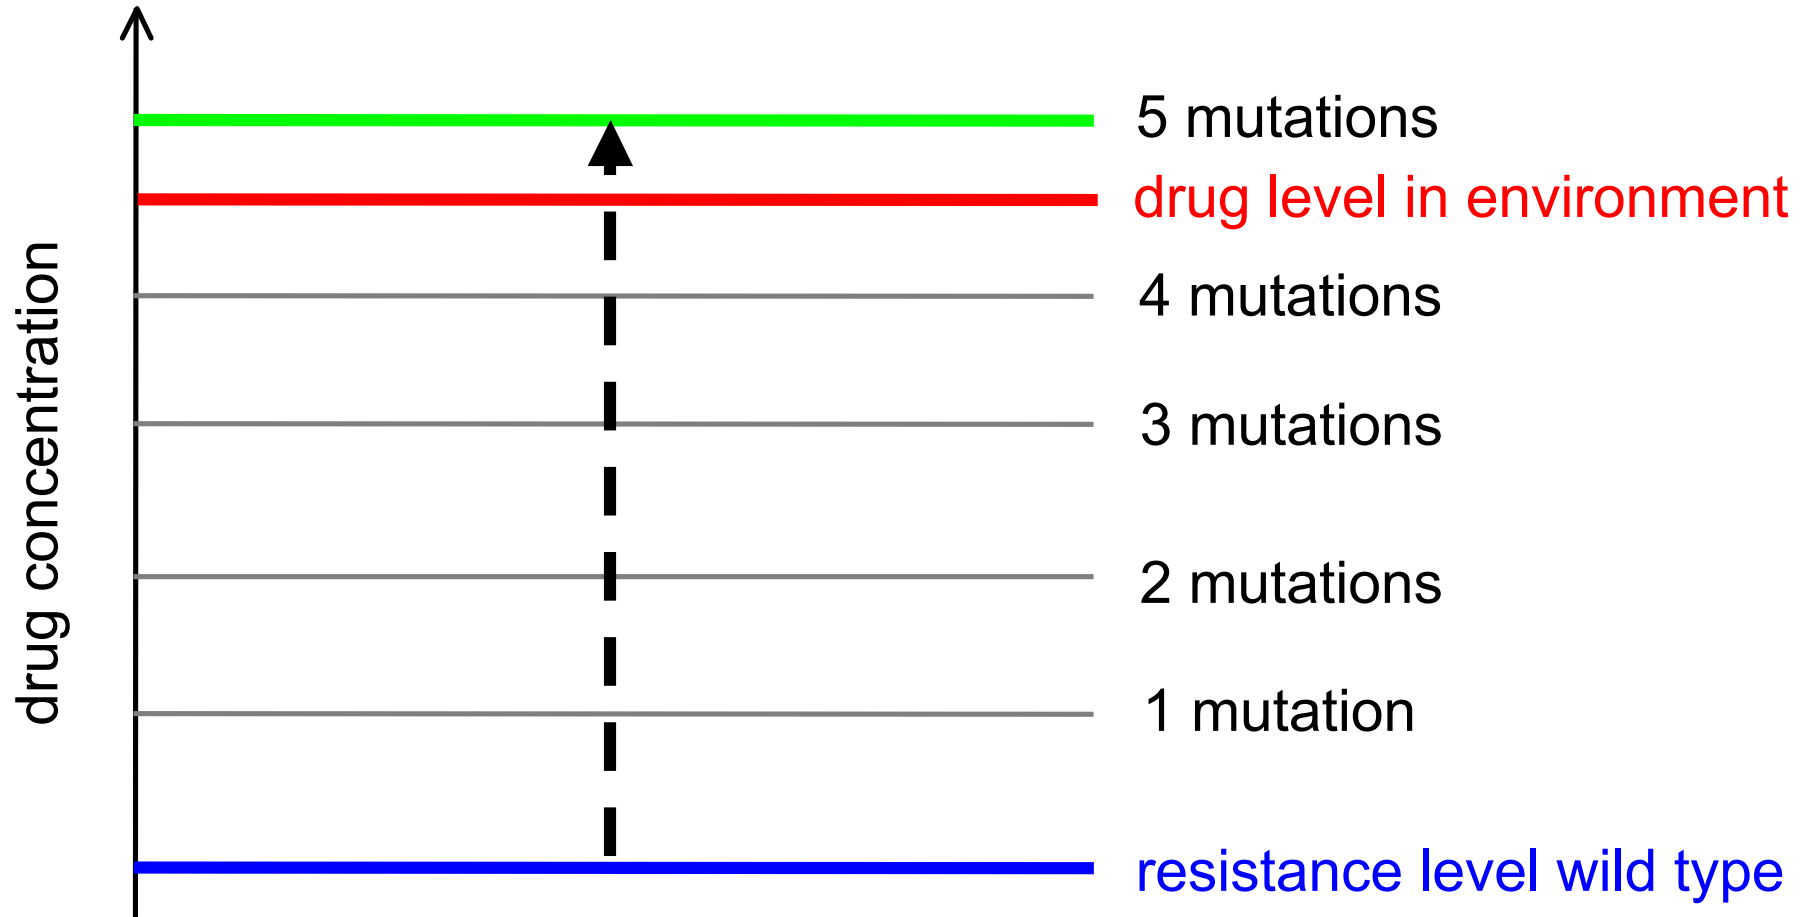 drug concentration
5 mutations
drug level in environment
4 mutations
3 mutations
2 mutations
1 mutation
resistance level wild type